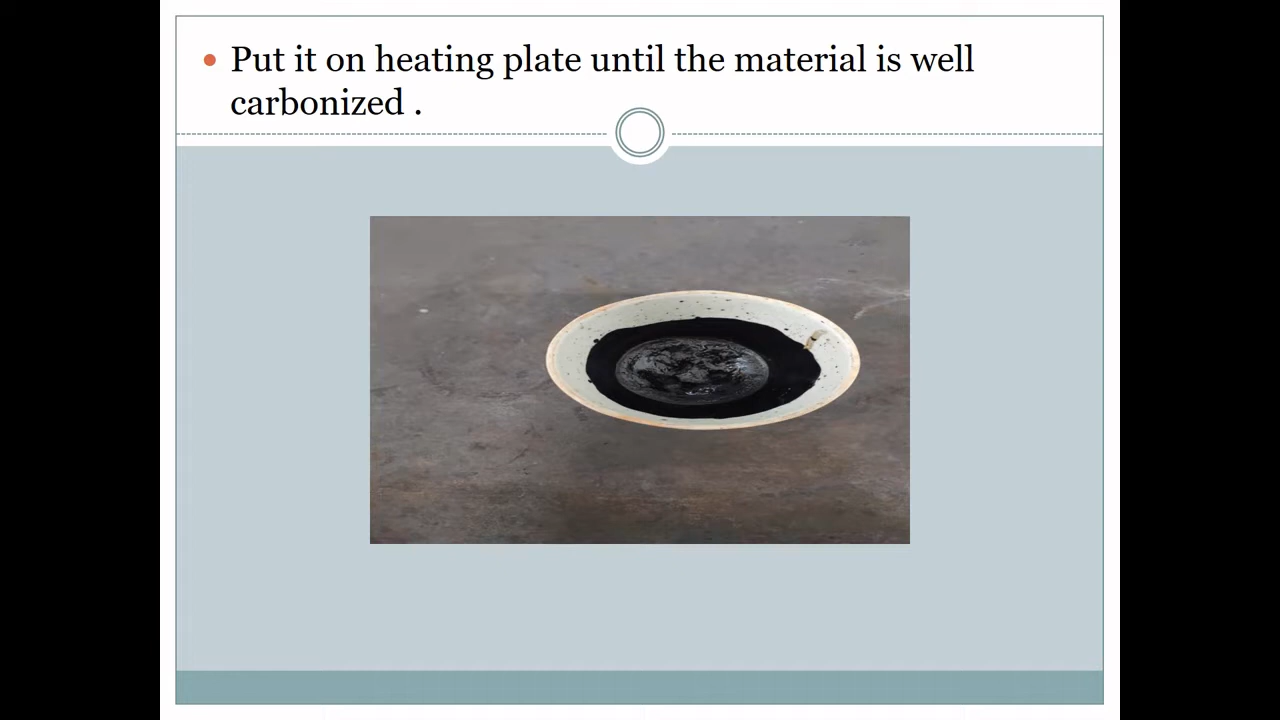 Put it on heating plate until the material is well
carbonized .